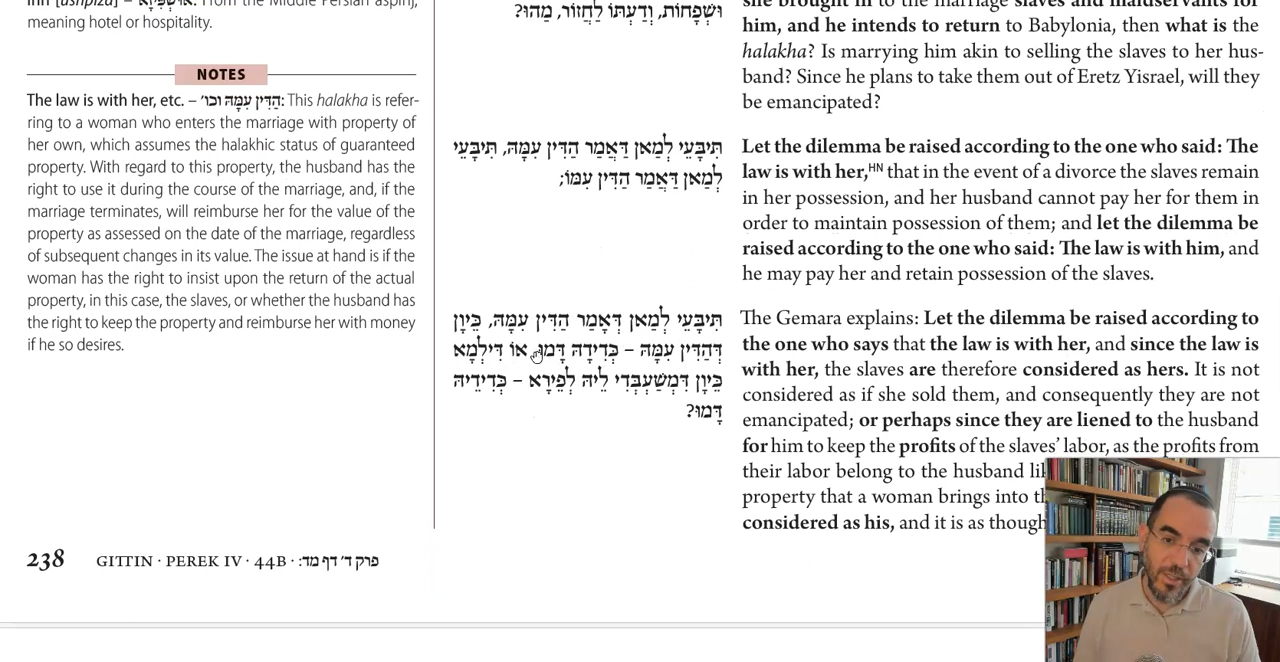 Inn [ushpiza] – אוּשְׁפִּיזָא: From the Middle Persian aspinj,
meaning hotel or hospitality.
NOTES
The law is with her, etc. – הַדִּין עִמָּהּ וכו׳: This halakha is refer-
ring to a woman who enters the marriage with property of
her own, which assumes the halakhic status of guaranteed
property. With regard to this property, the husband has the
right to use it during the course of the marriage, and, if the
marriage terminates, will reimburse her for the value of the
property as assessed on the date of the marriage, regardless
of subsequent changes in its value. The issue at hand is if the
woman has the right to insist upon the return of the actual
property, in this case, the slaves, or whether the husband has
the right to keep the property and reimburse her with money
if he so desires.
238 GITTIN · PEREK IV · 44B · פרק ד׳ דף מד:
וּשְׁפָחוֹת, וְדַעְתּוֹ לַחֲזוֹר, מַהוּ?
תִּיבָּעֵי לְמַאן דַּאֲמַר הַדִּין עִמָּהּ, תִּיבָּעֵי
לְמַאן דַּאֲמַר הַדִּין עִמּוֹ;
תִּיבָּעֵי לְמַאן דְּאָמַר הַדִּין עִמָּהּ, כֵּיוָן
דְּהַדִּין עִמָּהּ – כְּדִידָהּ דָּמוּ, אוֹ דִּילְמָא
כֵּיוָן דִּמְשַׁעְבְּדִי לֵיהּ לְפֵירָא – כְּדִידֵיהּ
דָּמוּ?
she brought in to the marriage slaves and maidservants for
him, and he intends to return to Babylonia, then what is the
halakha? Is marrying him akin to selling the slaves to her hus-
band? Since he plans to take them out of Eretz Yisrael, will they
be emancipated?
Let the dilemma be raised according to the one who said: The
law is with her,HN that in the event of a divorce the slaves remain
in her possession, and her husband cannot pay her for them in
order to maintain possession of them; and let the dilemma be
raised according to the one who said: The law is with him, and
he may pay her and retain possession of the slaves.
The Gemara explains: Let the dilemma be raised according to
the one who says that the law is with her, and since the law is
with her, the slaves are therefore considered as hers. It is not
considered as if she sold them, and consequently they are not
emancipated; or perhaps since they are liened to the husband
for him to keep the profits of the slaves' labor, as the profits from
their labor belong to the husband
property that a woman brings into
considered as his, and it is as though